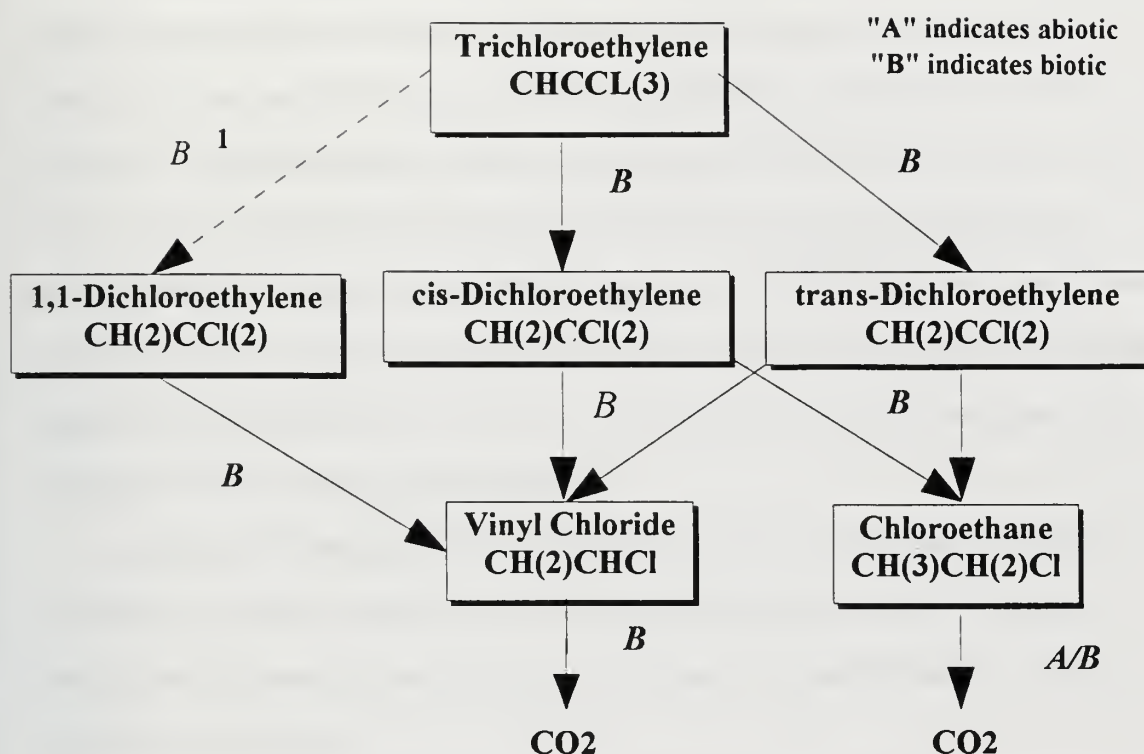 "A" indicates abiotic
"B" indicates biotic
Trichloroethylene
CHCCL(3)
B 1
B
B
1,1-Dichloroethylene
CH(2)CCl(2)
cis-Dichloroethylene
CH(2)CCl(2)
trans-Dichloroethylene
CH(2)CCl(2)
B
B
B
Vinyl Chloride
CH(2)CHCl
Chloroethane
CH(3)CH(2)Cl
B
A/B
CO2
CO2